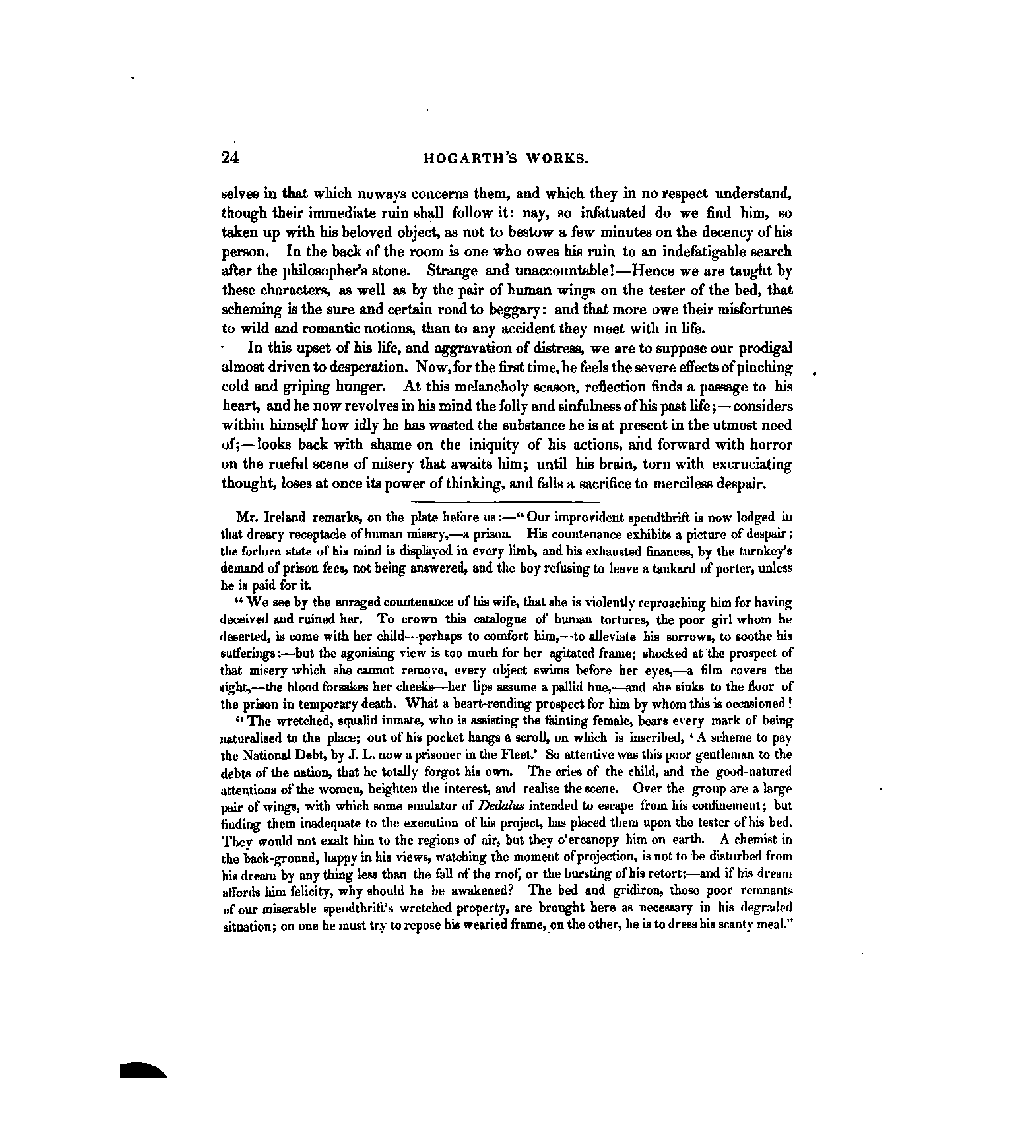 24 HOGARTH'S WORKS.
selves in that which noways concerns them, and which they in no respect understand,
though their immediate ruin shall follow it: nay, so infatuated do we find him, so
taken up with his beloved object, as not to bestow a few minutes on the decency of his
person. In the back of the room is one who owes his ruin to an indefatigable search
after the philosopher's stone. Strange and unaccountable!—Hence we are taught by
these characters, as well as by the pair of human wings on the tester of the bed, that
scheming is the sure and certain road to beggary: and that more owe their misfortunes
to wild and romantic notions, than to any accident they meet with in life.
In this upset of his life, and aggravation of distress, we are to suppose our prodigal
almost driven to desperation. Now, for the first time, he feels the severe effects of pinching
cold and griping hunger. At this melancholy season, reflection finds a passage to his
heart, and he now revolves in his mind the folly and sinfulness of his past life;—considers
within himself how idly he has wasted the substance he is at present in the utmost need
of;—looks back with shame on the iniquity of his actions, and forward with horror
on the rueful scene of misery that awaits him; until his brain, torn with excruciating
thought, loses at once its power of thinking, and falls a sacrifice to merciless despair.
Mr. Ireland remarks, on the plate before us:—"Our improvident spendthrift is now lodged in
that dreary receptacle of human misery,—a prison. His countenance exhibits a picture of despair;
the forlorn state of his mind is displayed in every limb, and his exhausted finances, by the turnkey's
demand of prison fees, not being answered, and the boy refusing to leave a tankard of porter, unless
he is paid for it.
"We see by the enraged countenance of his wife, that she is violently reproaching him for having
deceived and ruined her. To crown this catalogue of human tortures, the poor girl whom he
deserted, is come with her child—perhaps to comfort him,—to alleviate his sorrows, to soothe his
sufferings:—but the agonising view is too much for her agitated frame; shocked at the prospect of
that misery which she cannot remove, every object swims before her eyes,—a film covers the
sight,—the blood forsakes her cheeks—her lips assume a pallid hue,—and she sinks to the floor of
the prison in temporary death. What a heart-rending prospect for him by whom this is occasioned!
"The wretched, squalid inmate, who is assisting the fainting female, bears every mark of being
naturalised to the place; out of his pocket hangs a scroll, on which is inscribed, 'A scheme to pay
the National Debt, by J. L. now a prisoner in the Fleet.' So attentive was this poor gentleman to the
debts of the nation, that he totally forgot his own. The cries of the child, and the good-natured
attentions of the women, heighten the interest, and realise the scene. Over the group are a large
pair of wings, with which some emulator of Dedalus intended to escape from his confinement; but
finding them inadequate to the execution of his project, has placed them upon the tester of his bed.
They would not exalt him to the regions of air, but they o'ercanopy him on earth. A chemist in
the back-ground, happy in his views, watching the moment of projection, is not to be disturbed from
his dream by any thing less than the fall of the roof, or the bursting of his retort;—and if his dream
affords him felicity, why should he be awakened? The bed and gridiron, those poor remnants
of our miserable spendthrift's wretched property, are brought here as necessary in his degraded
situation; on one he must try to repose his wearied frame, on the other, he is to dress his scanty meal."